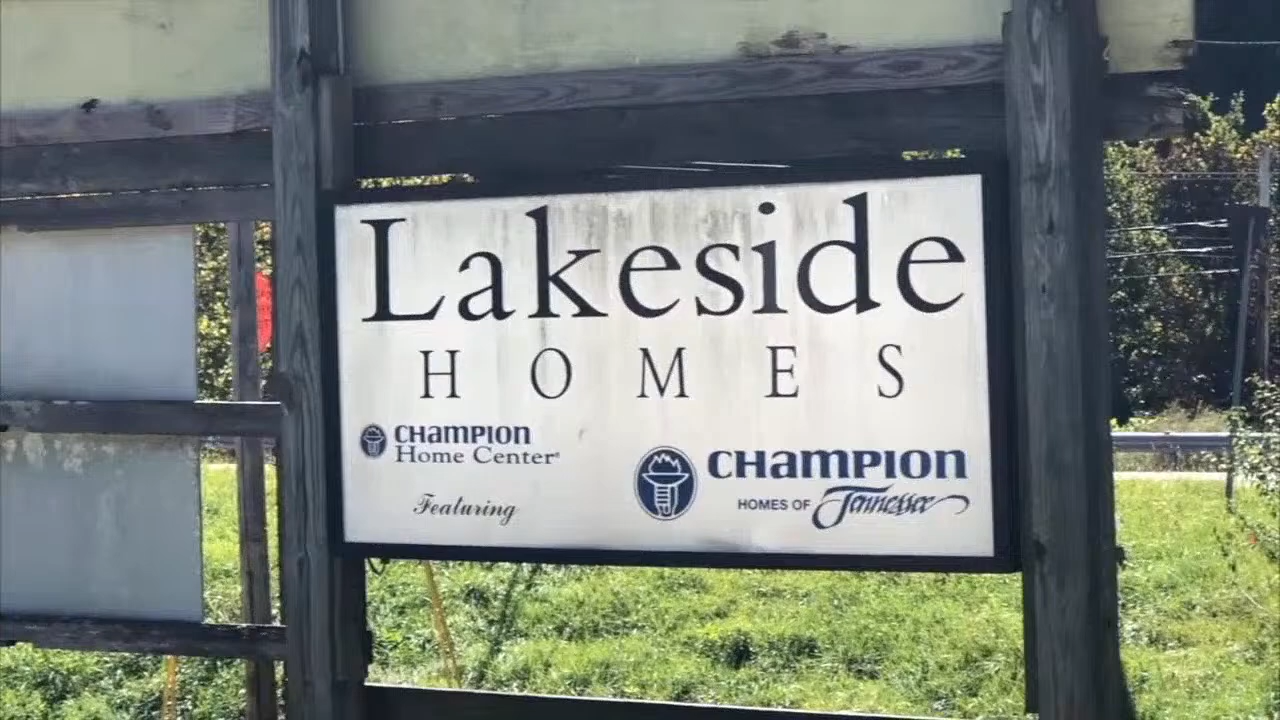 Lakeside
HOMES
CHAMPION
Home Center
Featuring
CHAMPION
HOMES OF Tennessee